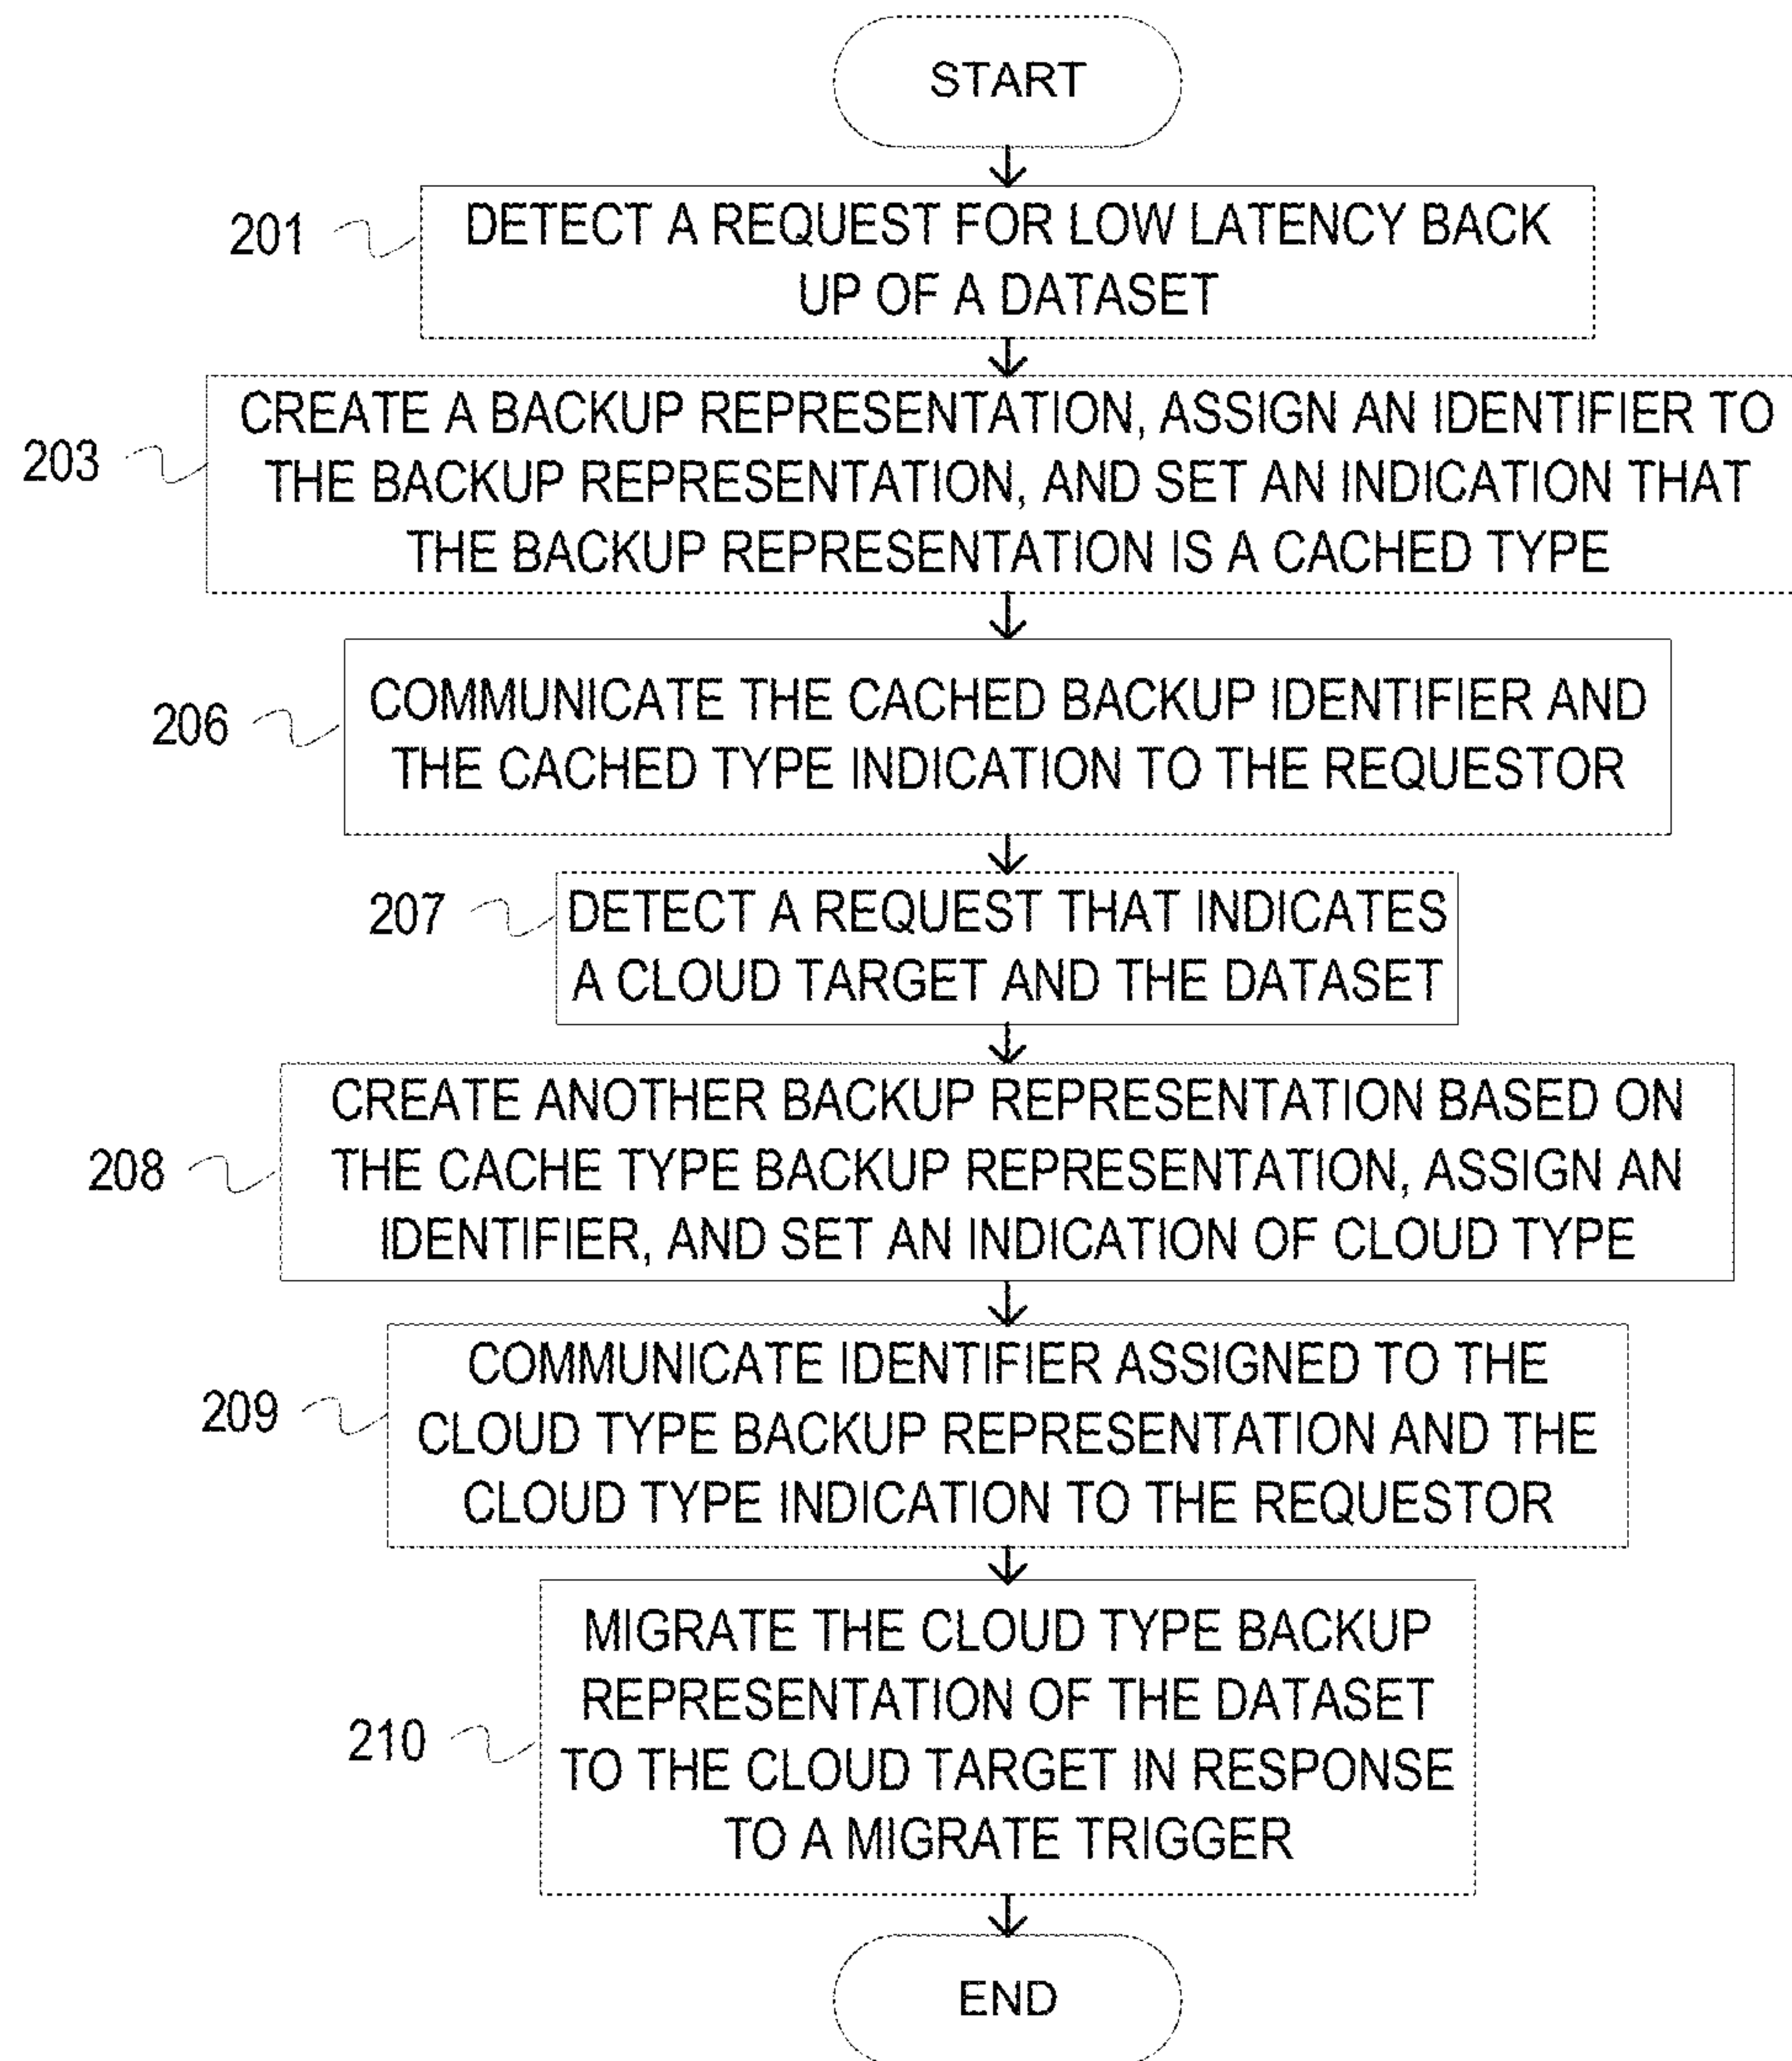 START
201
DETECT A REQUEST FOR LOW LATENCY BACK
UP OF A DATASET
203
CREATE A BACKUP REPRESENTATION, ASSIGN AN IDENTIFIER TO
THE BACKUP REPRESENTATION, AND SET AN INDICATION THAT
THE BACKUP REPRESENTATION IS A CACHED TYPE
206
COMMUNICATE THE CACHED BACKUP IDENTIFIER AND
THE CACHED TYPE INDICATION TO THE REQUESTOR
207
DETECT A REQUEST THAT INDICATES
A CLOUD TARGET AND THE DATASET
208
CREATE ANOTHER BACKUP REPRESENTATION BASED ON
THE CACHE TYPE BACKUP REPRESENTATION, ASSIGN AN
IDENTIFIER, AND SET AN INDICATION OF CLOUD TYPE
209
COMMUNICATE IDENTIFIER ASSIGNED TO THE
CLOUD TYPE BACKUP REPRESENTATION AND THE
CLOUD TYPE INDICATION TO THE REQUESTOR
210
MIGRATE THE CLOUD TYPE BACKUP
REPRESENTATION OF THE DATASET
TO THE CLOUD TARGET IN RESPONSE
TO A MIGRATE TRIGGER
END